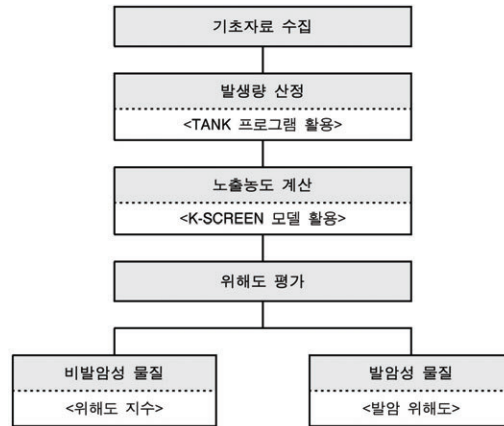 기초자료 수집
발생량 산정
<TANK 프로그램 활용>
노출농도 계산
<K-SCREEN 모델 활용>
위해도 평가
비발암성 물질
<위해도 지수>
발암성 물질
<발암 위해도>